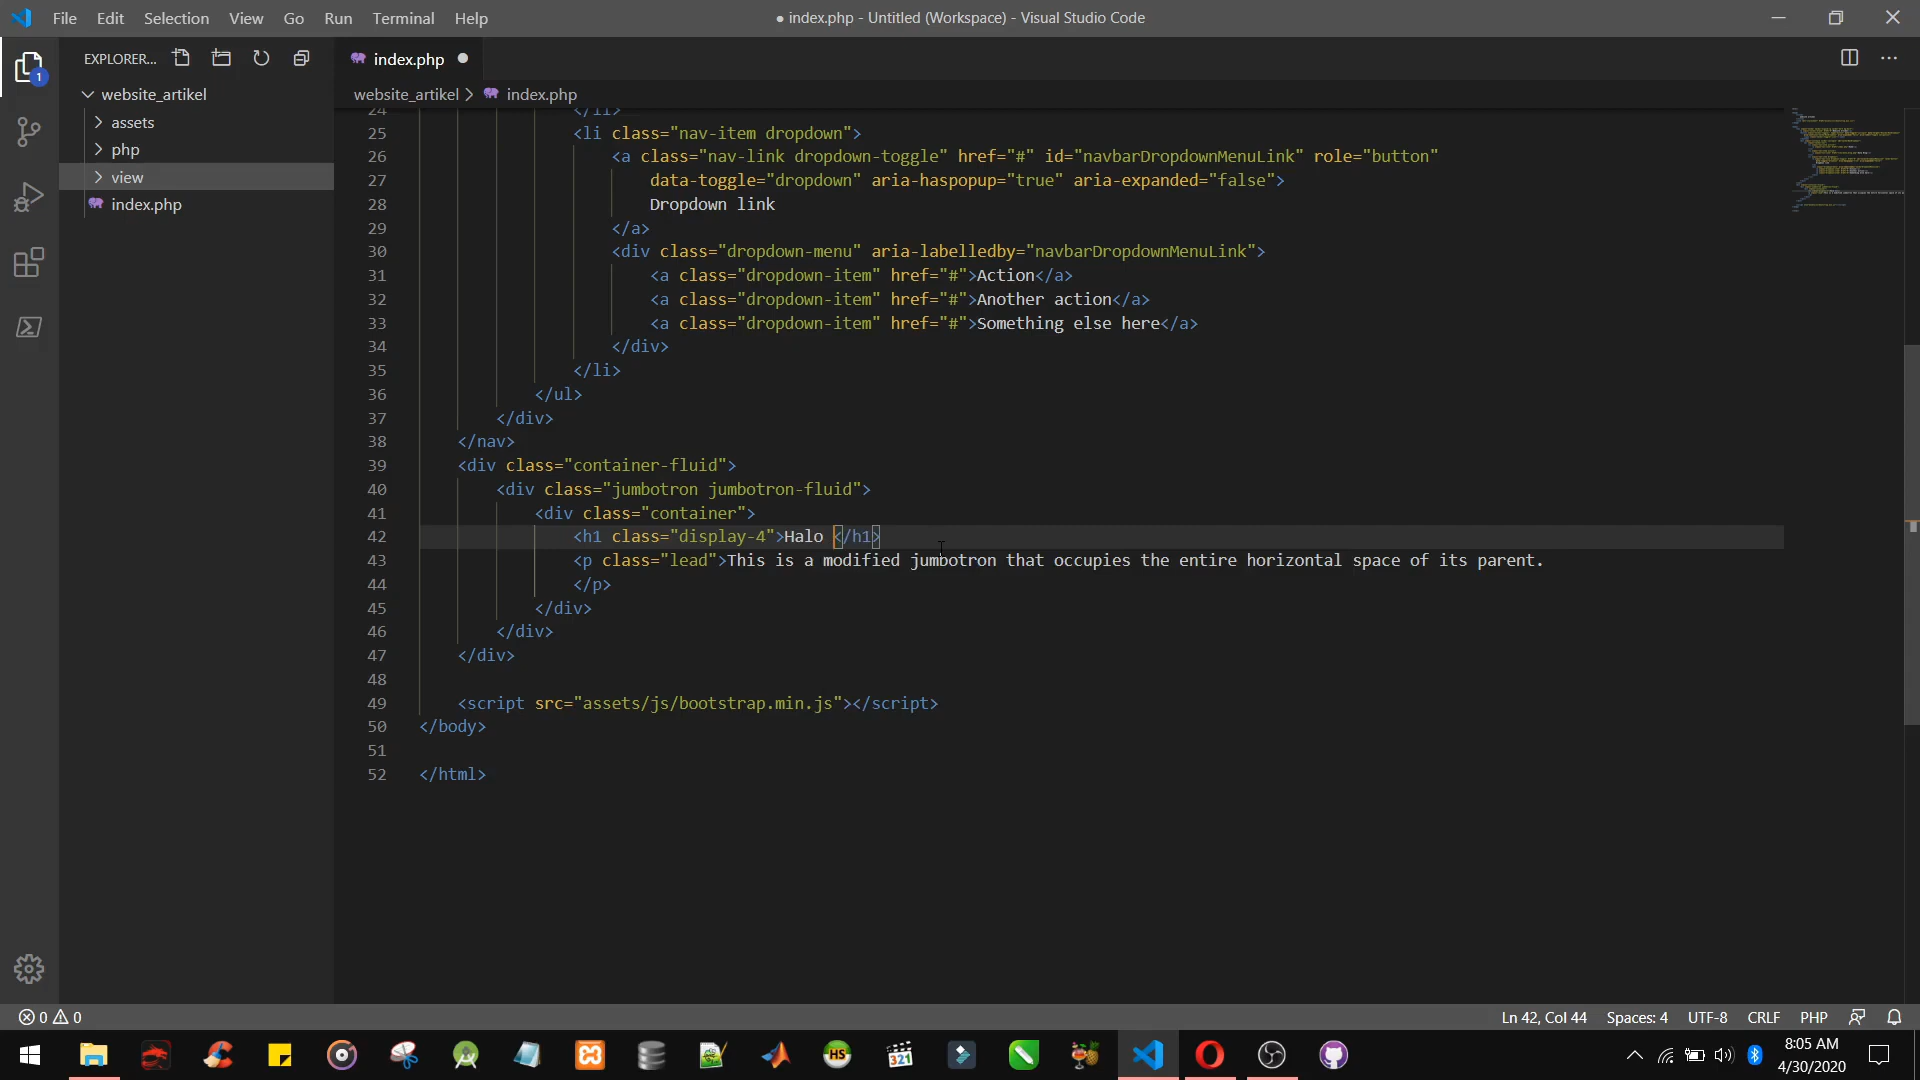 File Edit Selection View Go Run Terminal Help
● index.php - Untitled (Workspace) - Visual Studio Code
EXPLORER...
index.php ●
1
website_artikel
assets
php
view
index.php
website_artikel > index.php
24 </li>
25 <li class="nav-item dropdown">
26 <a class="nav-link dropdown-toggle" href="#" id="navbarDropdownMenuLink" role="button"
27 data-toggle="dropdown" aria-haspopup="true" aria-expanded="false">
28 Dropdown link
29 </a>
30 <div class="dropdown-menu" aria-labelledby="navbarDropdownMenuLink">
31 <a class="dropdown-item" href="#">Action</a>
32 <a class="dropdown-item" href="#">Another action</a>
33 <a class="dropdown-item" href="#">Something else here</a>
34 </div>
35 </li>
36 </ul>
37 </div>
38 </nav>
39 <div class="container-fluid">
40 <div class="jumbotron jumbotron-fluid">
41 <div class="container">
42 <h1 class="display-4">Halo </h1>
43 <p class="lead">This is a modified jumbotron that occupies the entire horizontal space of its parent.
44 </p>
45 </div>
46 </div>
47 </div>
48
49 <script src="assets/js/bootstrap.min.js"></script>
50 </body>
51
52 </html>
0 0
Ln 42, Col 44 Spaces: 4 UTF-8 CRLF PHP
HS
321
8:05 AM
4/30/2020